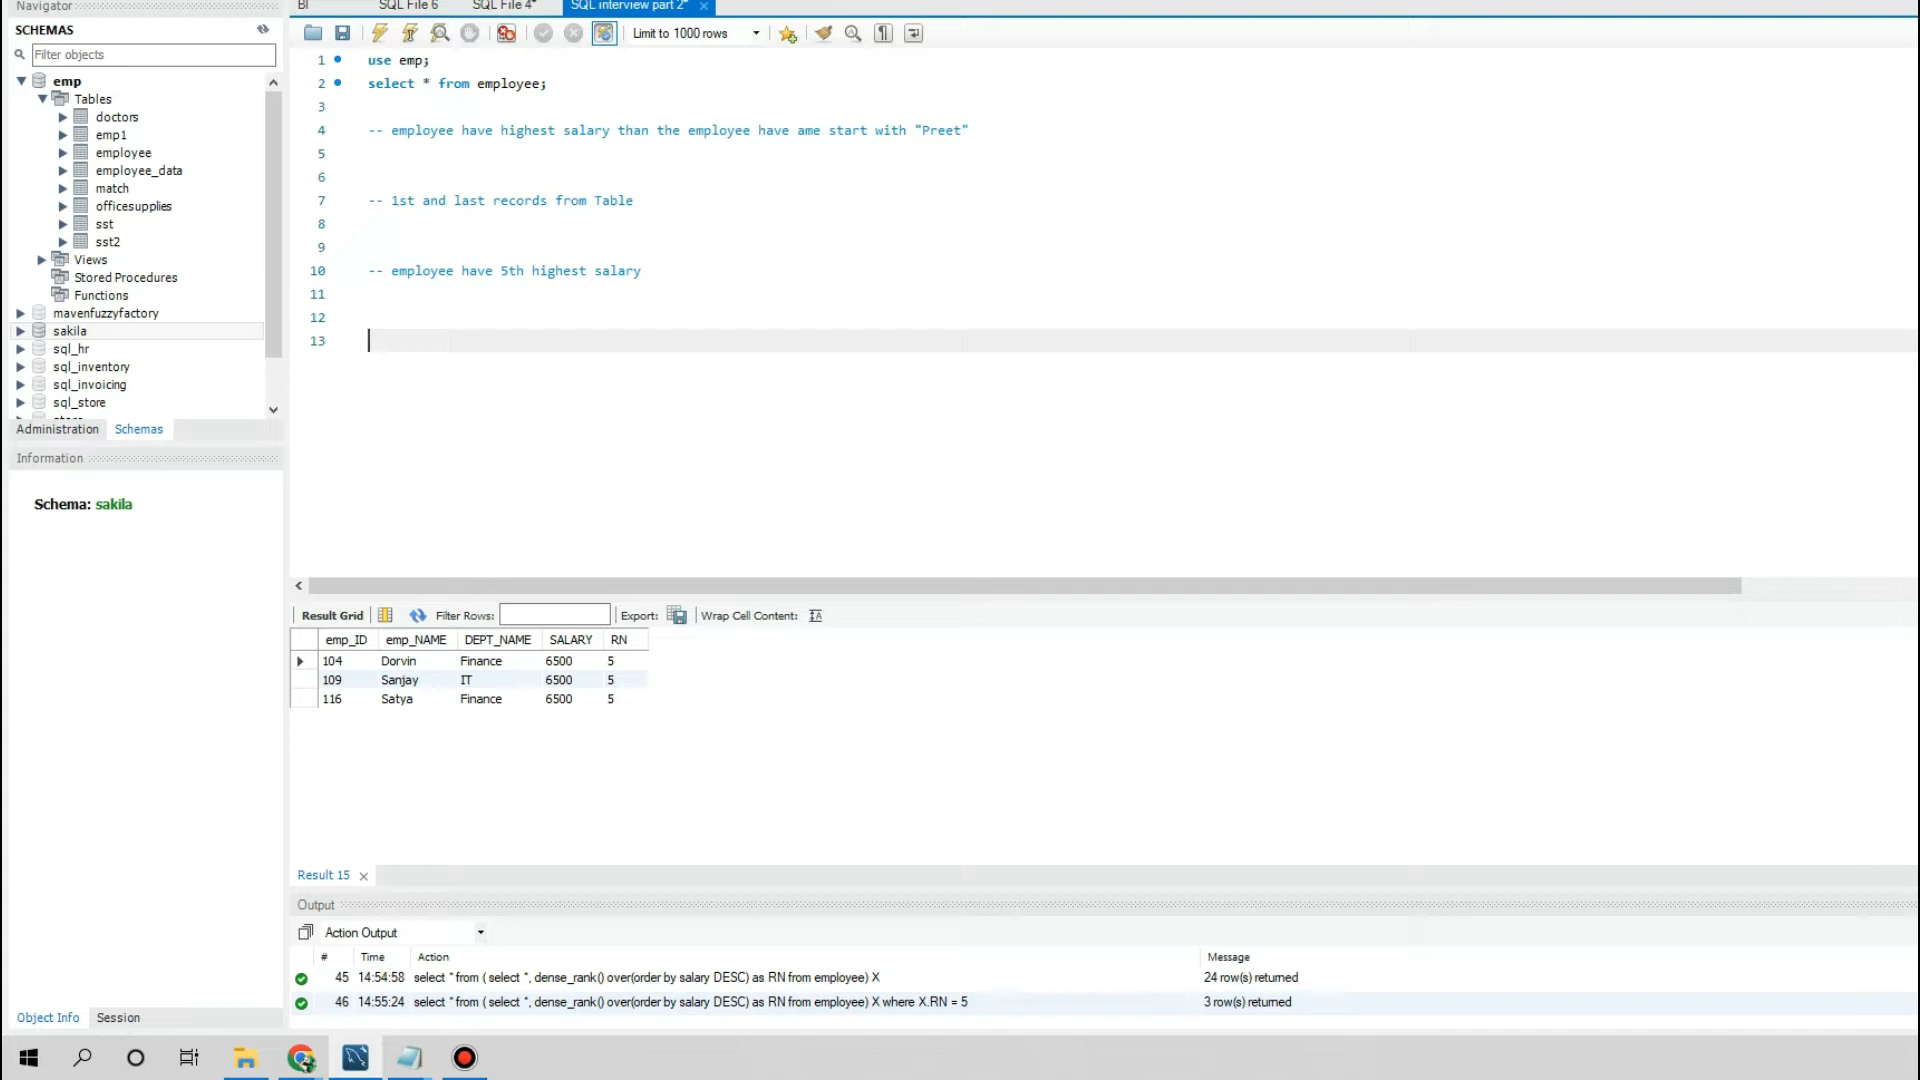 Navigator
SCHEMAS
Filter objects
emp
Tables
doctors
emp1
employee
employee_data
match
officesupplies
sst
sst2
Views
Stored Procedures
Functions
mavenfuzzyfactory
sakila
sql_hr
sql_inventory
sql_invoicing
sql_store
Administration Schemas
Information
Schema: sakila
Object Info Session
BI SQL File 6 SQL File 4* SQL interview part 2*
Limit to 1000 rows
1 use emp;
2 select * from employee;
3
4 -- employee have highest salary than the employee have ame start with "Preet"
5
6
7 -- 1st and last records from Table
8
9
10 -- employee have 5th highest salary
11
12
13
Result Grid Filter Rows: Export: Wrap Cell Content:
emp_ID emp_NAME DEPT_NAME SALARY RN
104 Dorvin Finance 6500 5
109 Sanjay IT 6500 5
116 Satya Finance 6500 5
Result 15
Output
Action Output
# Time Action Message
45 14:54:58 select * from ( select *, dense_rank() over(order by salary DESC) as RN from employee) X 24 row(s) returned
46 14:55:24 select * from ( select *, dense_rank() over(order by salary DESC) as RN from employee) X where X.RN = 5 3 row(s) returned